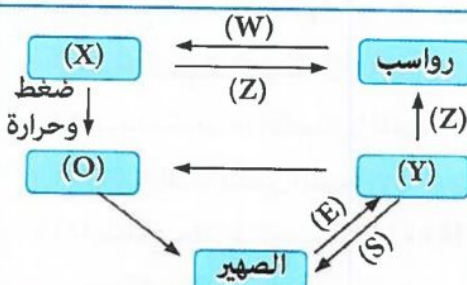 (W)
(X)
رواسب
(Z)
ضغط
وحرارة
(Z)
(O)
(Y)
(E)
(S)
الصهير